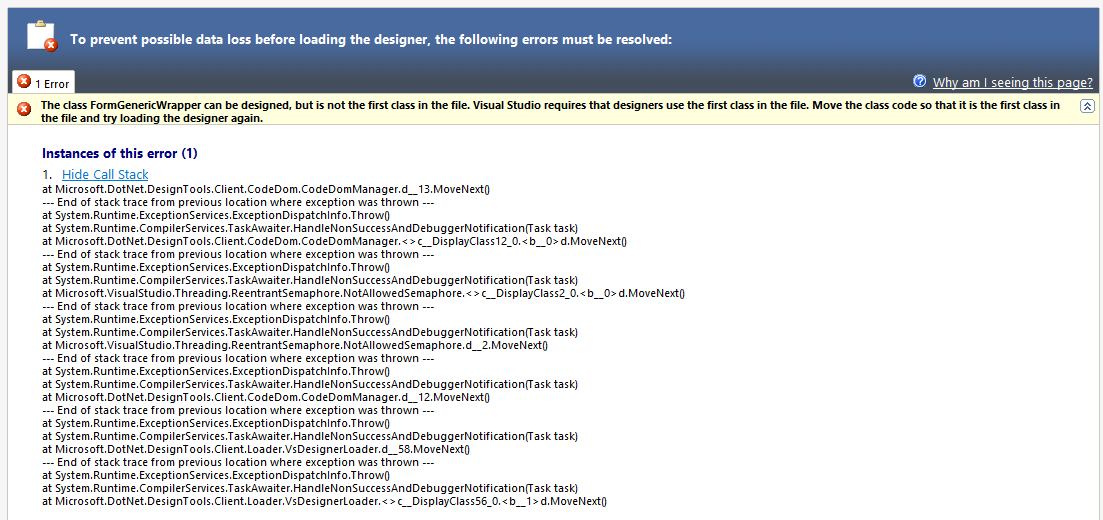 To prevent possible data loss before loading the designer, the following errors must be resolved:
1 Error
Why am I seeing this page?
The class FormGenericWrapper can be designed, but is not the first class in the file. Visual Studio requires that designers use the first class in the file. Move the class code so that it is the first class in
the file and try loading the designer again.
Instances of this error (1)
1. Hide Call Stack
at Microsoft.DotNet.DesignTools.Client.CodeDom.CodeDomManager.d__13.MoveNext()
--- End of stack trace from previous location where exception was thrown ---
at System.Runtime.ExceptionServices.ExceptionDispatchInfo.Throw()
at System.Runtime.CompilerServices.TaskAwaiter.HandleNonSuccessAndDebuggerNotification(Task task)
at Microsoft.DotNet.DesignTools.Client.CodeDom.CodeDomManager.<>c__DisplayClass12_0.<b__0>d.MoveNext()
--- End of stack trace from previous location where exception was thrown ---
at System.Runtime.ExceptionServices.ExceptionDispatchInfo.Throw()
at System.Runtime.CompilerServices.TaskAwaiter.HandleNonSuccessAndDebuggerNotification(Task task)
at Microsoft.VisualStudio.Threading.ReentrantSemaphore.NotAllowedSemaphore.<>c__DisplayClass2_0.<b__0>d.MoveNext()
--- End of stack trace from previous location where exception was thrown ---
at System.Runtime.ExceptionServices.ExceptionDispatchInfo.Throw()
at System.Runtime.CompilerServices.TaskAwaiter.HandleNonSuccessAndDebuggerNotification(Task task)
at Microsoft.VisualStudio.Threading.ReentrantSemaphore.NotAllowedSemaphore.d__2.MoveNext()
--- End of stack trace from previous location where exception was thrown ---
at System.Runtime.ExceptionServices.ExceptionDispatchInfo.Throw()
at System.Runtime.CompilerServices.TaskAwaiter.HandleNonSuccessAndDebuggerNotification(Task task)
at Microsoft.DotNet.DesignTools.Client.CodeDom.CodeDomManager.d__12.MoveNext()
--- End of stack trace from previous location where exception was thrown ---
at System.Runtime.ExceptionServices.ExceptionDispatchInfo.Throw()
at System.Runtime.CompilerServices.TaskAwaiter.HandleNonSuccessAndDebuggerNotification(Task task)
at Microsoft.DotNet.DesignTools.Client.Loader.VsDesignerLoader.d__58.MoveNext()
--- End of stack trace from previous location where exception was thrown ---
at System.Runtime.ExceptionServices.ExceptionDispatchInfo.Throw()
at System.Runtime.CompilerServices.TaskAwaiter.HandleNonSuccessAndDebuggerNotification(Task task)
at Microsoft.DotNet.DesignTools.Client.Loader.VsDesignerLoader.<>c__DisplayClass56_0.<b__1>d.MoveNext()